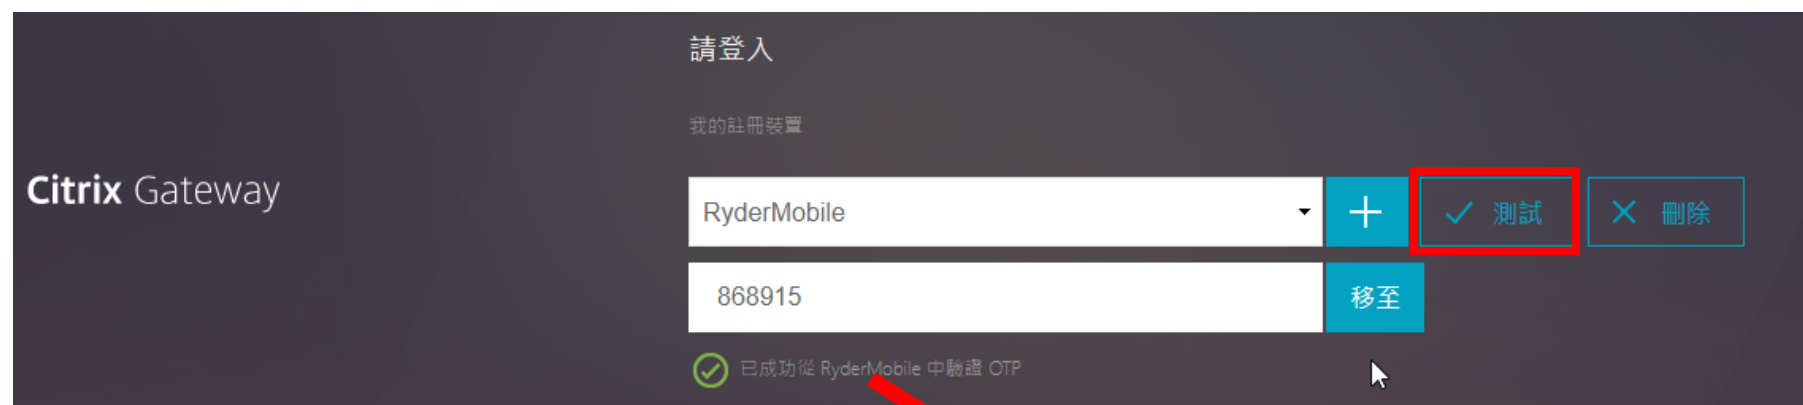 請登入
我的註冊裝置
Citrix Gateway
RyderMobile
測試
刪除
868915
移至
已成功從 RyderMobile 中驗證 OTP